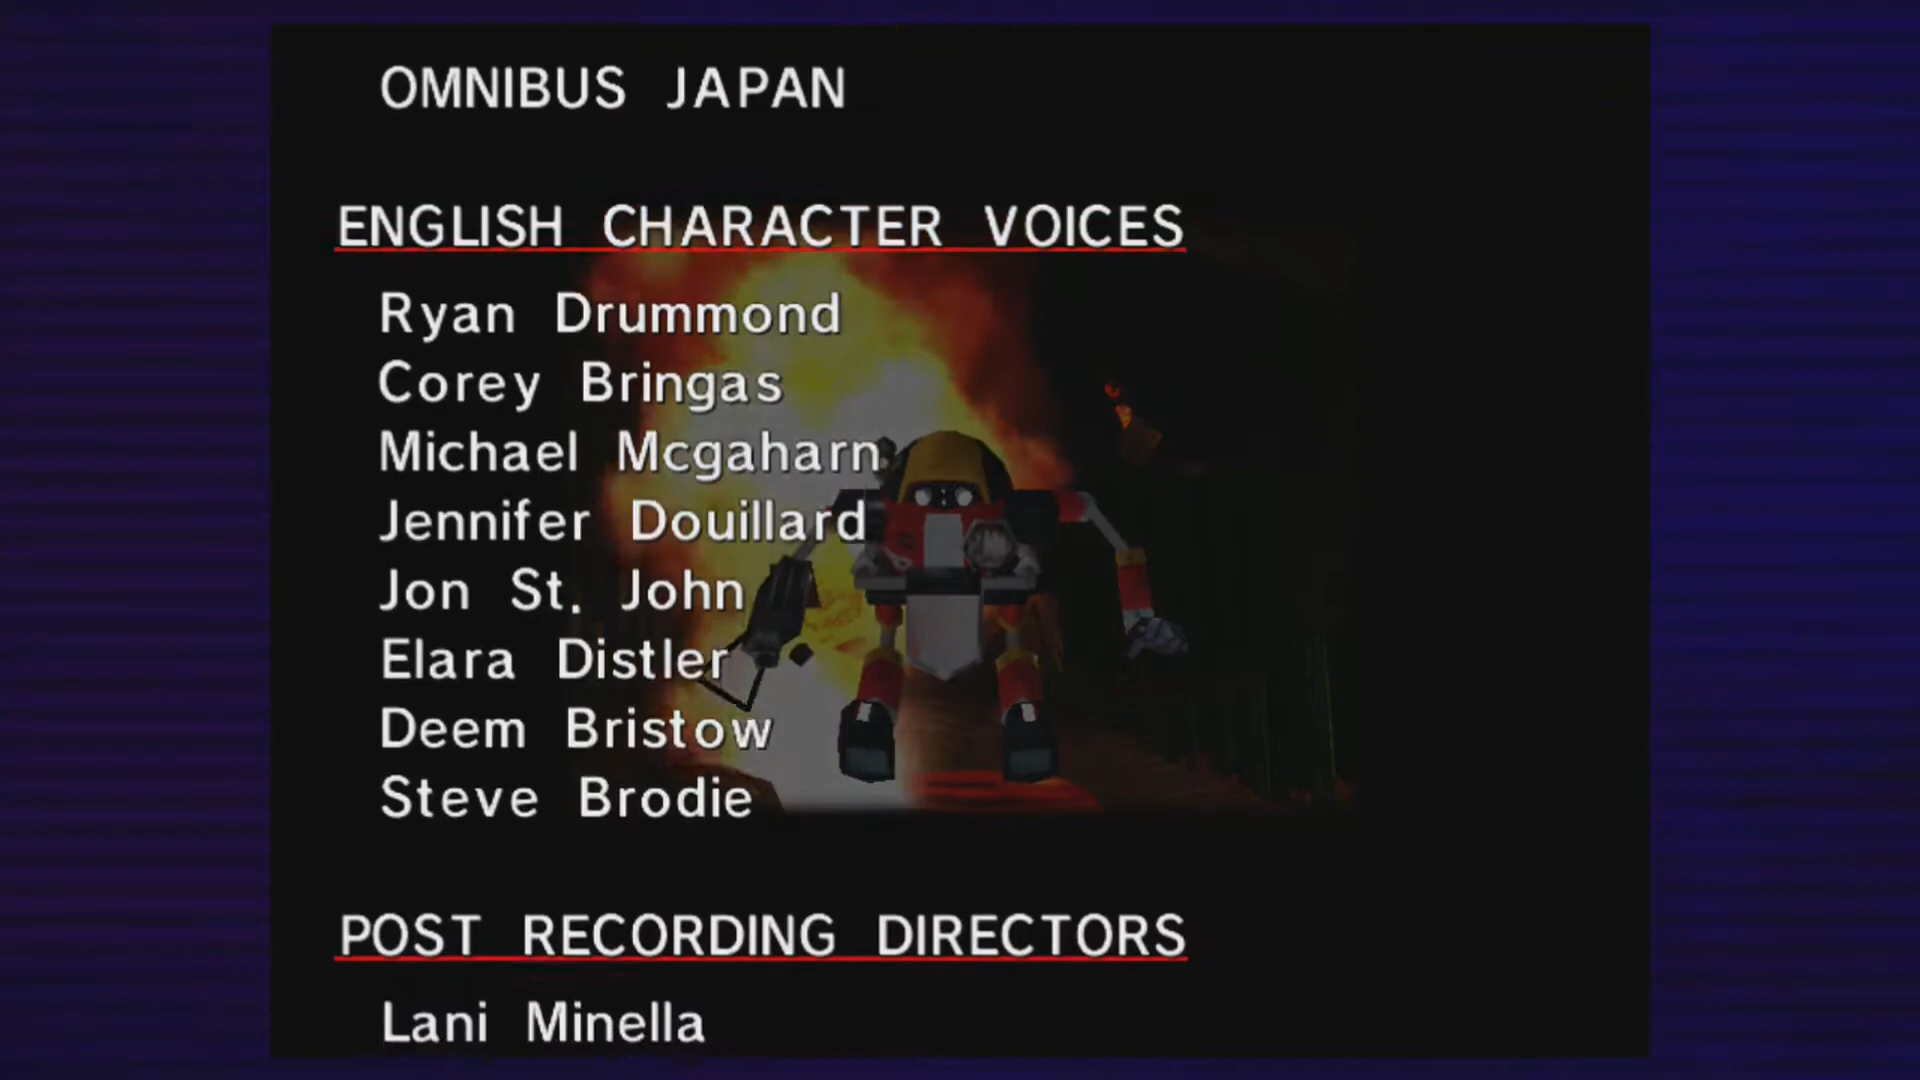 OMNIBUS JAPAN
ENGLISH CHARACTER VOICES
Ryan Drummond
Corey Bringas
Michael Mcgaharn
Jennifer Douillard
Jon St. John
Elara Distler
Deem Bristow
Steve Brodie
POST RECORDING DIRECTORS
Lani Minella